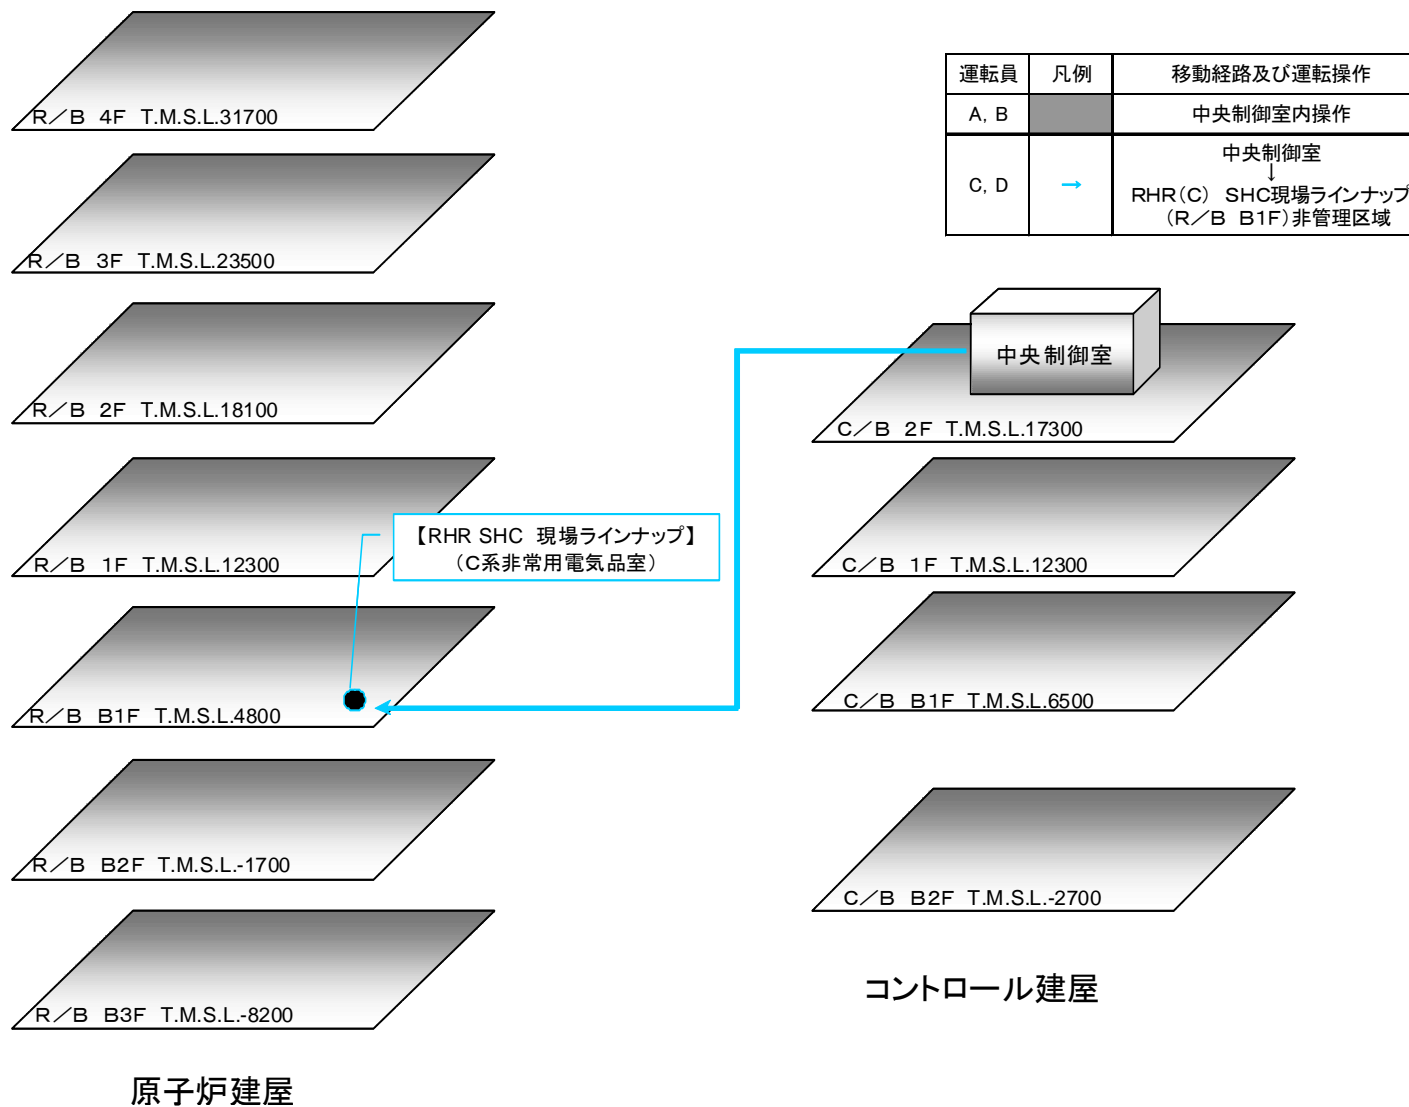 運転員 凡例 移動経路及び運転操作
A, B 中央制御室内操作
C, D → 中央制御室
↓
RHR(C) SHC現場ラインナップ
(R/B B1F)非管理区域
R/B 4F T.M.S.L.31700
R/B 3F T.M.S.L.23500
R/B 2F T.M.S.L.18100
R/B 1F T.M.S.L.12300
R/B B1F T.M.S.L.4800
R/B B2F T.M.S.L.-1700
R/B B3F T.M.S.L.-8200
原子炉建屋
【RHR SHC 現場ラインナップ】
(C系非常用電気品室)
中央制御室
C/B 2F T.M.S.L.17300
C/B 1F T.M.S.L.12300
C/B B1F T.M.S.L.6500
C/B B2F T.M.S.L.-2700
コントロール建屋